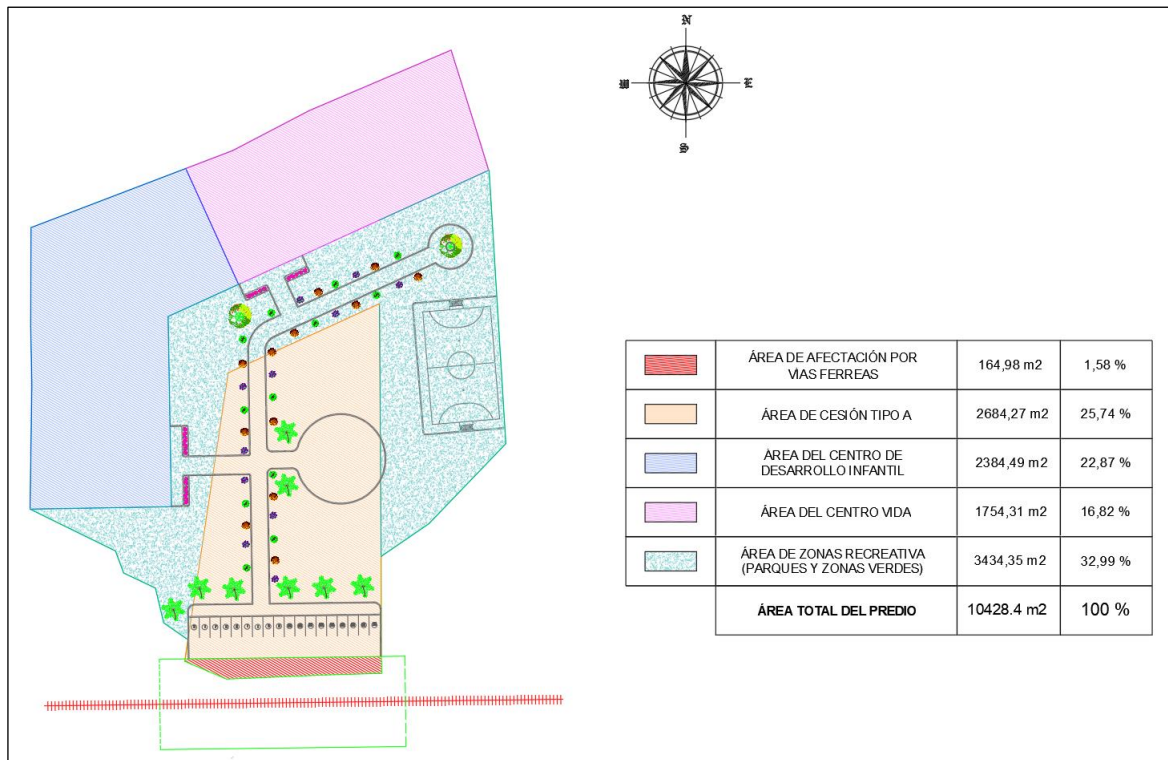 N
W
E
S
ÁREA DE AFECTACIÓN POR
VIAS FERREAS
164,98 m2
1,58 %
ÁREA DE CESIÓN TIPO A
2684,27 m2
25,74 %
ÁREA DEL CENTRO DE
DESARROLLO INFANTIL
2384,49 m2
22,87 %
ÁREA DEL CENTRO VIDA
1754,31 m2
16,82 %
ÁREA DE ZONAS RECREATIVA
(PARQUES Y ZONAS VERDES)
3434,35 m2
32,99 %
ÁREA TOTAL DEL PREDIO
10428.4 m2
100 %